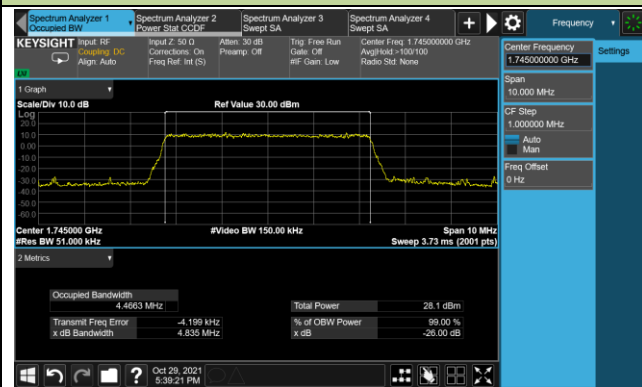 Spectrum Analyzer 1
Occupied BW
Spectrum Analyzer 2
Power Stat CCDF
Spectrum Analyzer 3
Swept SA
Spectrum Analyzer 4
Swept SA
Frequency
KEYSIGHT
Input: RF
Coupling: DC
Align: Auto
Input Z: 50 Ω
Corrections: On
Freq Ref: Int (S)
Atten: 30 dB
Preamp: Off
Trig: Free Run
Gate: Off
#IF Gain: Low
Center Freq: 1.745000000 GHz
Avg|Hold:>100/100
Radio Std: None
Center Frequency
1.745000000 GHz
Settings
Span
10.000 MHz
CF Step
1.000000 MHz
Auto
Man
Freq Offset
0 Hz
1 Graph
Scale/Div 10.0 dB
Ref Value 30.00 dBm
Log
20.0
10.0
0.00
-10.0
-20.0
-30.0
-40.0
-50.0
-60.0
Center 1.745000 GHz
#Video BW 150.00 kHz
Span 10 MHz
#Res BW 51.000 kHz
Sweep 3.73 ms (2001 pts)
2 Metrics
Occupied Bandwidth
4.4663 MHz
Total Power
28.1 dBm
Transmit Freq Error
-4.199 kHz
% of OBW Power
99.00 %
x dB Bandwidth
4.835 MHz
x dB
-26.00 dB
?
Oct 29, 2021
5:39:21 PM